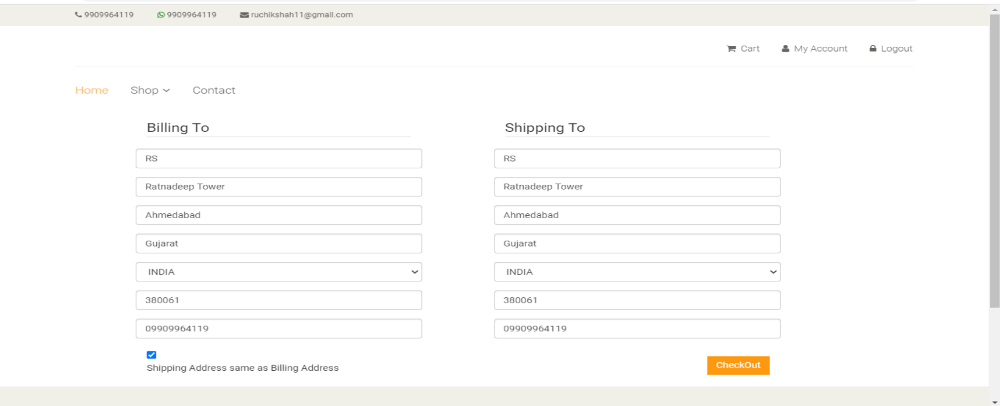 9909964119 9909964119 ruchikshah11@gmail.com
Cart My Account Logout
Home Shop Contact
Billing To
RS
Ratnadeep Tower
Ahmedabad
Gujarat
INDIA
380061
09909964119
Shipping Address same as Billing Address
Shipping To
RS
Ratnadeep Tower
Ahmedabad
Gujarat
INDIA
380061
09909964119
CheckOut